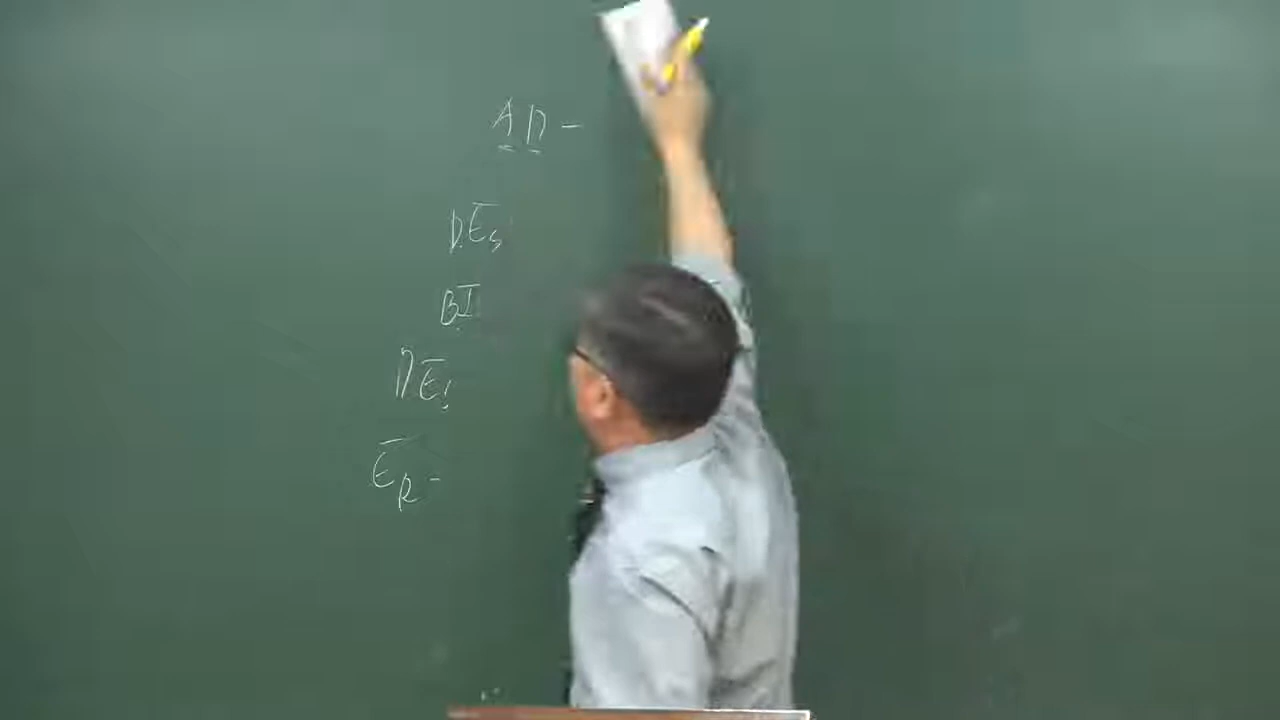 AD -
DES
BI
DE
ER -